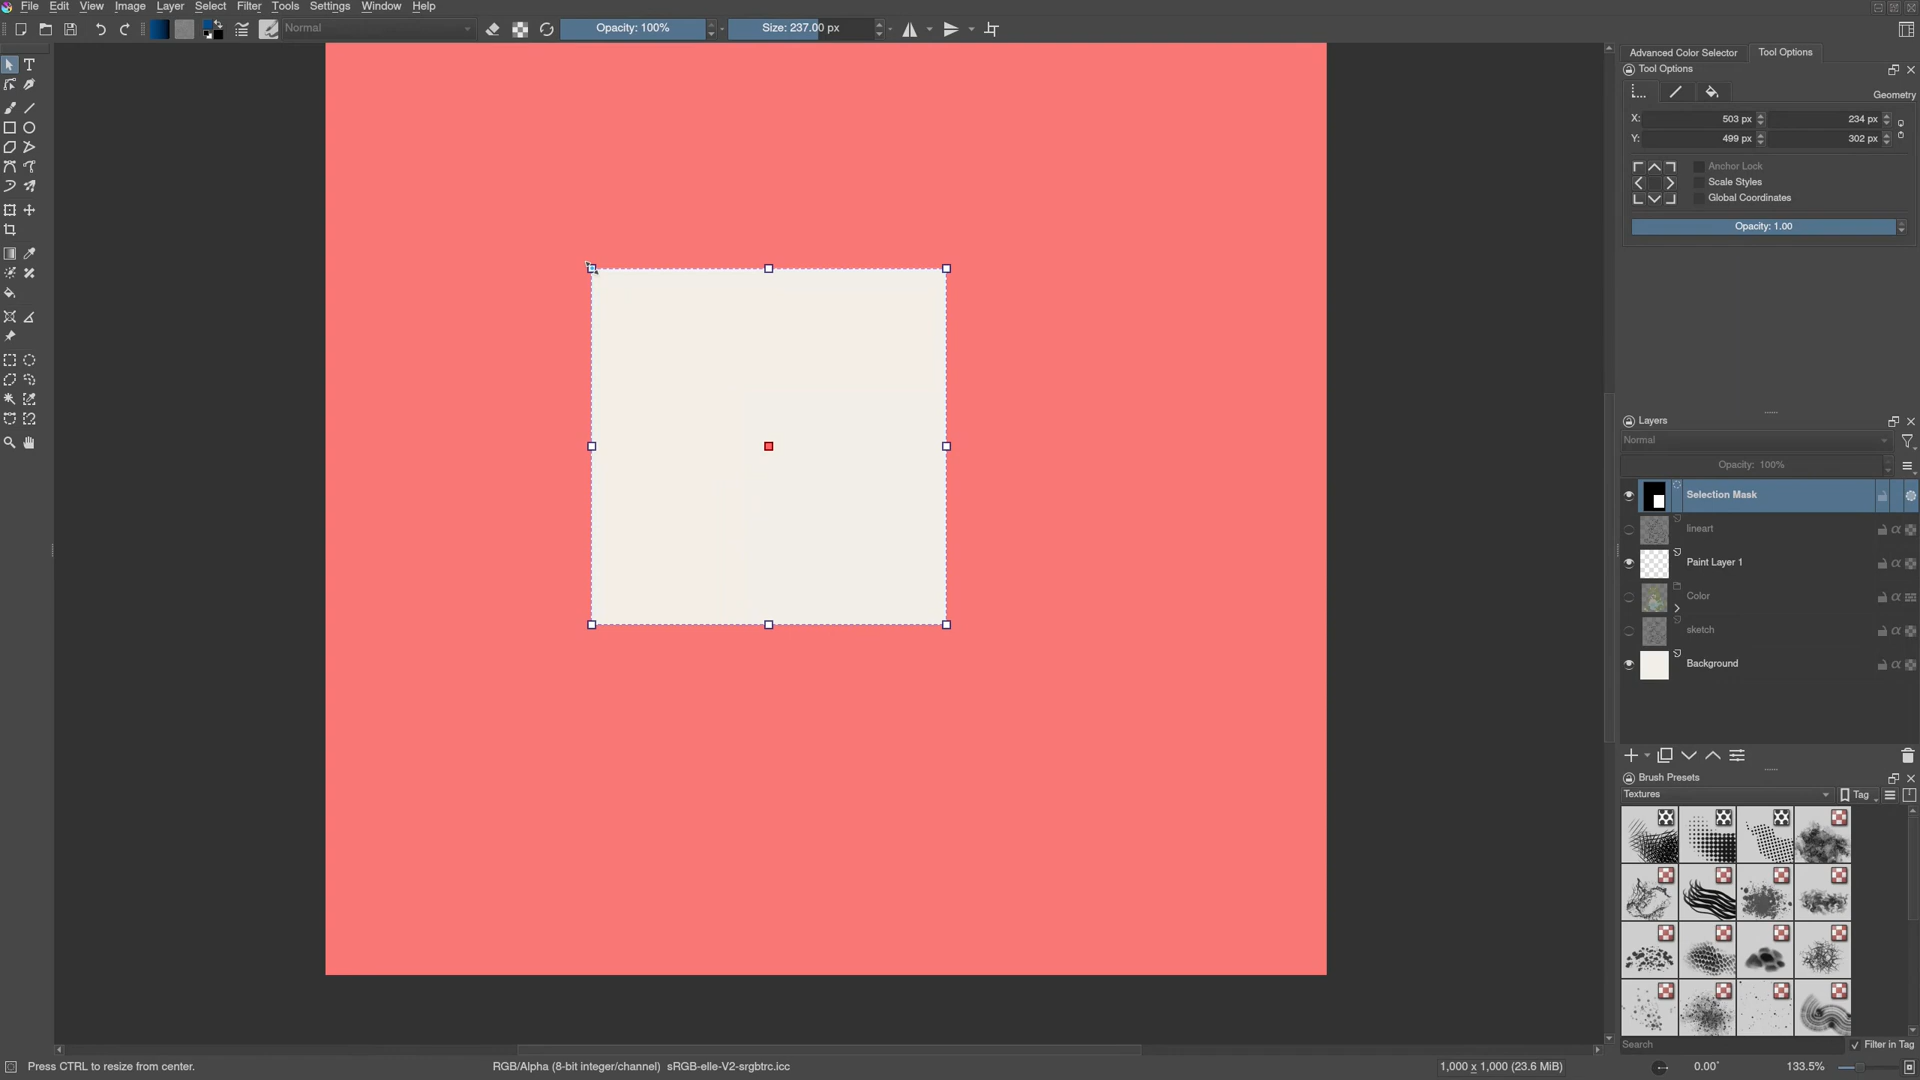 File Edit View Image Layer Select Filter Tools Settings Window Help
Normal Opacity: 100% Size: 237.00 px
Advanced Color Selector Tool Options
Tool Options
Geometry
X: 503 px 234 px
Y: 499 px 302 px
Anchor Lock
Scale Styles
Global Coordinates
Opacity: 1.00
Layers
Normal
Opacity: 100%
Selection Mask
lineart
Paint Layer 1
Color
sketch
Background
Brush Presets
Textures Tag
Search Filter in Tag
Press CTRL to resize from center. RGB/Alpha (8-bit integer/channel) sRGB-elle-V2-srgbtrc.icc 1,000 x 1,000 (23.6 MiB) 0.00° 133.5%